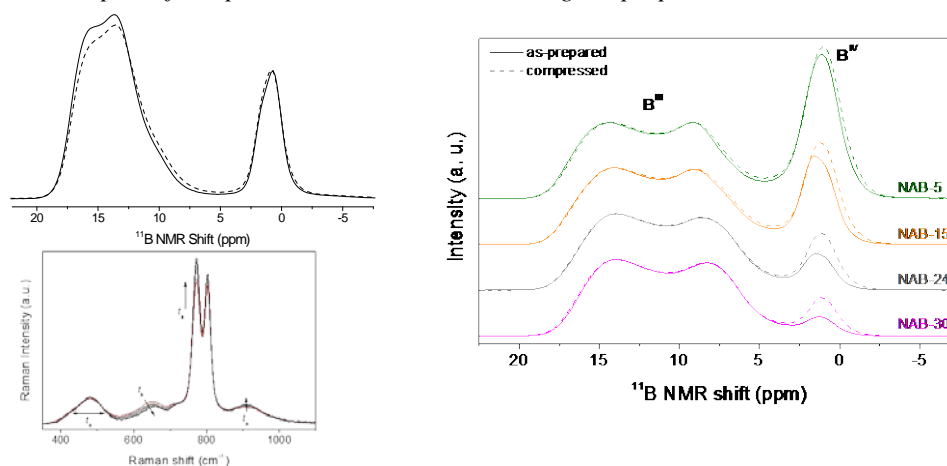 20 15 10 5 0 -5
¹¹B NMR Shift (ppm)
Raman Intensity (a.u.)
400 600 800 1000
Raman shift (cm⁻¹)
as-prepared
compressed
Bᴵⱽ
Bᴵᴵᴵ
NAB-5
NAB-15
NAB-24
NAB-30
Intensity (a. u.)
20 15 10 5 0 -5
¹¹B NMR shift (ppm)